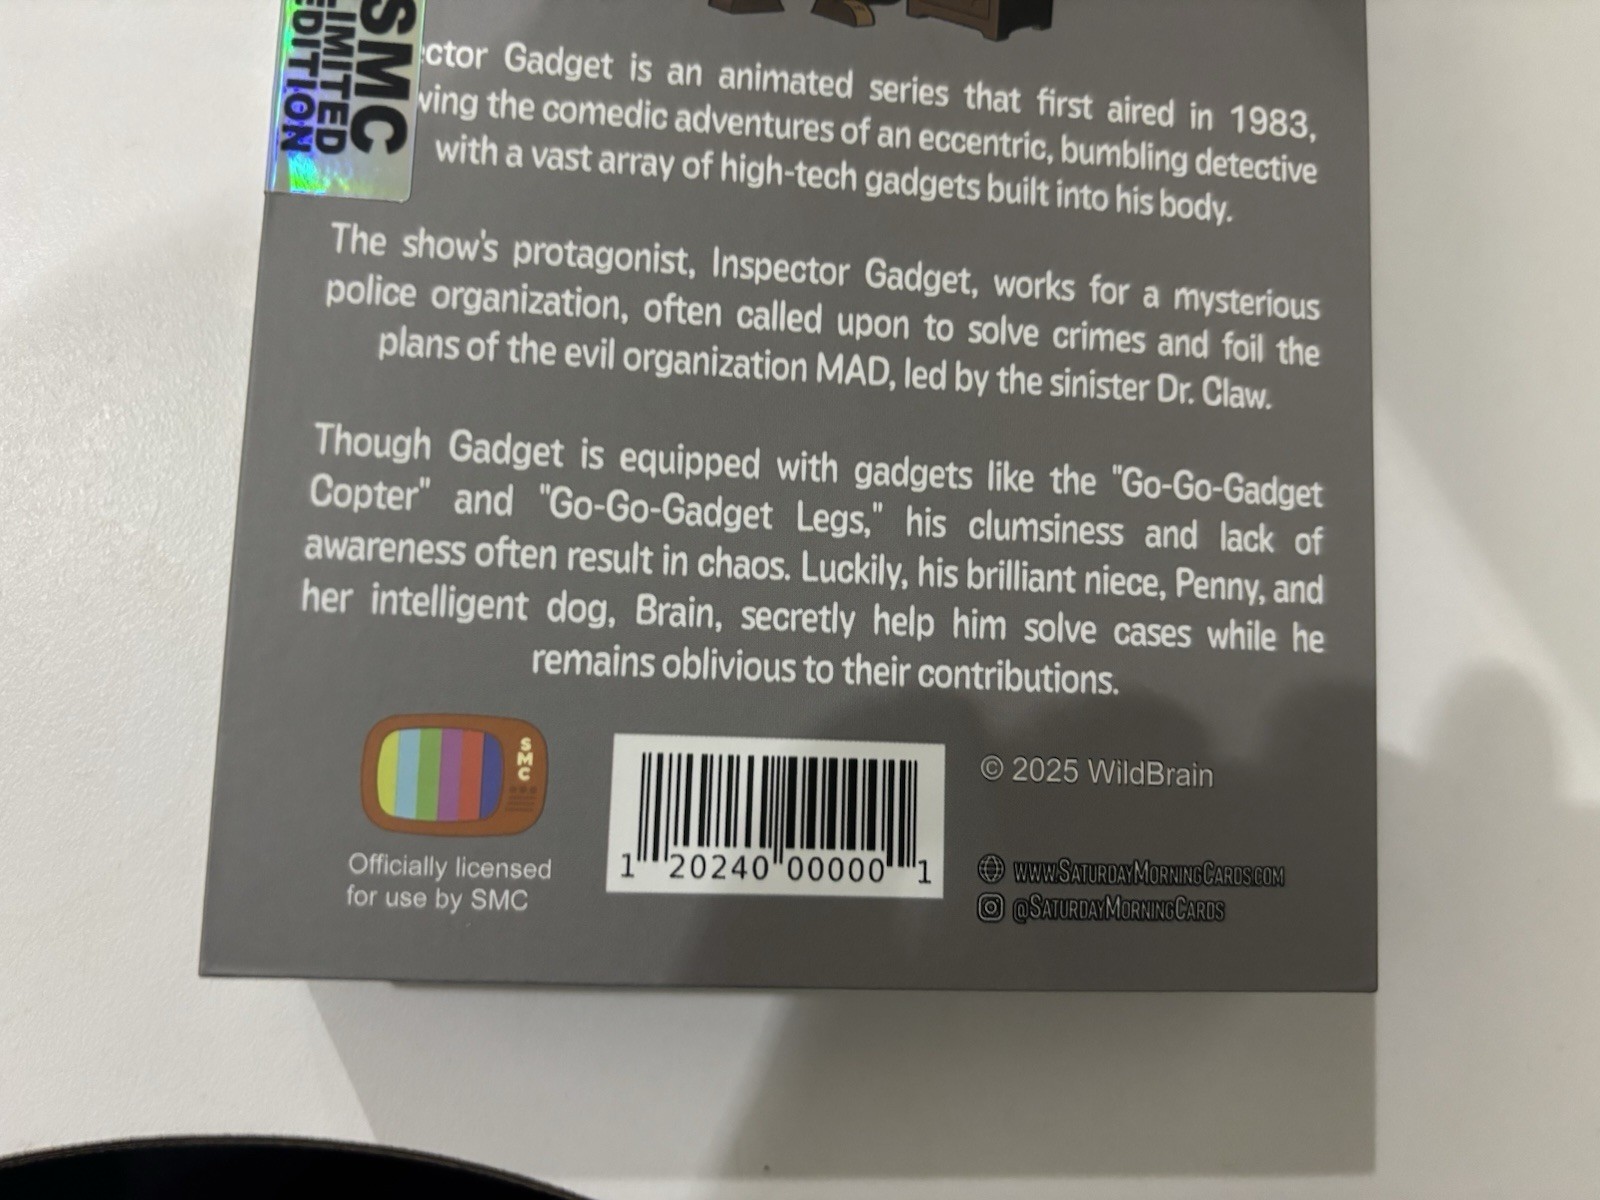 SMC
LIMITED
EDITION
Gadget is an animated series that first aired in 1983,
the comedic adventures of an eccentric, bumbling detective
with a vast array of high-tech gadgets built into his body.
The show's protagonist, Inspector Gadget, works for a mysterious
police organization, often called upon to solve crimes and foil the
plans of the evil organization MAD, led by the sinister Dr. Claw.
Though Gadget is equipped with gadgets like the "Go-Go-Gadget
Copter" and "Go-Go-Gadget Legs," his clumsiness and lack of
awareness often result in chaos. Luckily, his brilliant niece, Penny, and
her intelligent dog, Brain, secretly help him solve cases while he
remains oblivious to their contributions.
SMC
Officially licensed
for use by SMC
1 20240 00000 1
© 2025 WildBrain
www.SaturdayMorningCards.com
@SaturdayMorningCards